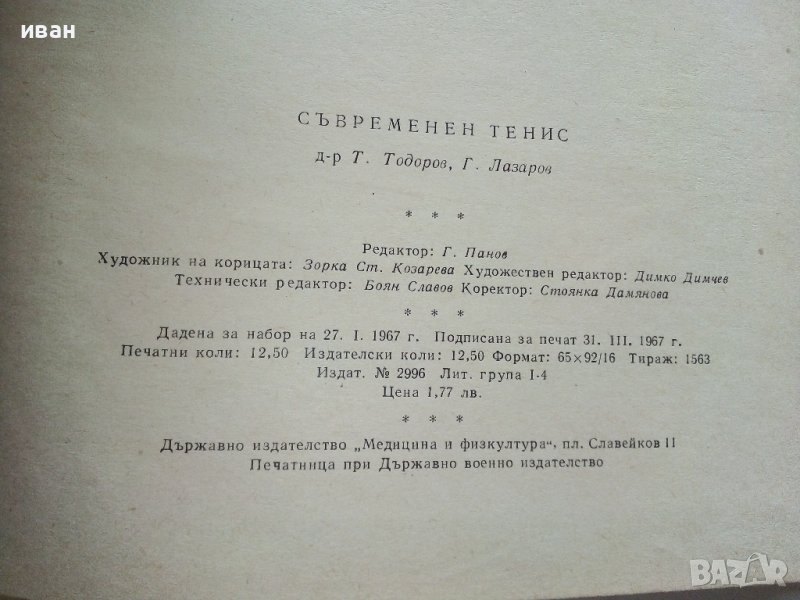 иван
СЪВРЕМЕНЕН ТЕНИС
д-р Т. Тодоров, Г. Лазаров
* * *
Редактор: Г. Панов
Художник на корицата: Зорка Ст. Козарева Художествен редактор: Димко Димчев
Технически редактор: Боян Славов Коректор: Стоянка Дамянова
* * *
Дадена за набор на 27. I. 1967 г. Подписана за печат 31. III. 1967 г.
Печатни коли: 12,50 Издателски коли: 12,50 Формат: 65×92/16 Тираж: 1563
Издат. № 2996 Лит. група I-4
Цена 1,77 лв.
* * *
Държавно издателство „Медицина и физкултура“, пл. Славейков 11
Печатница при Държавно военно издателство
BAZAR